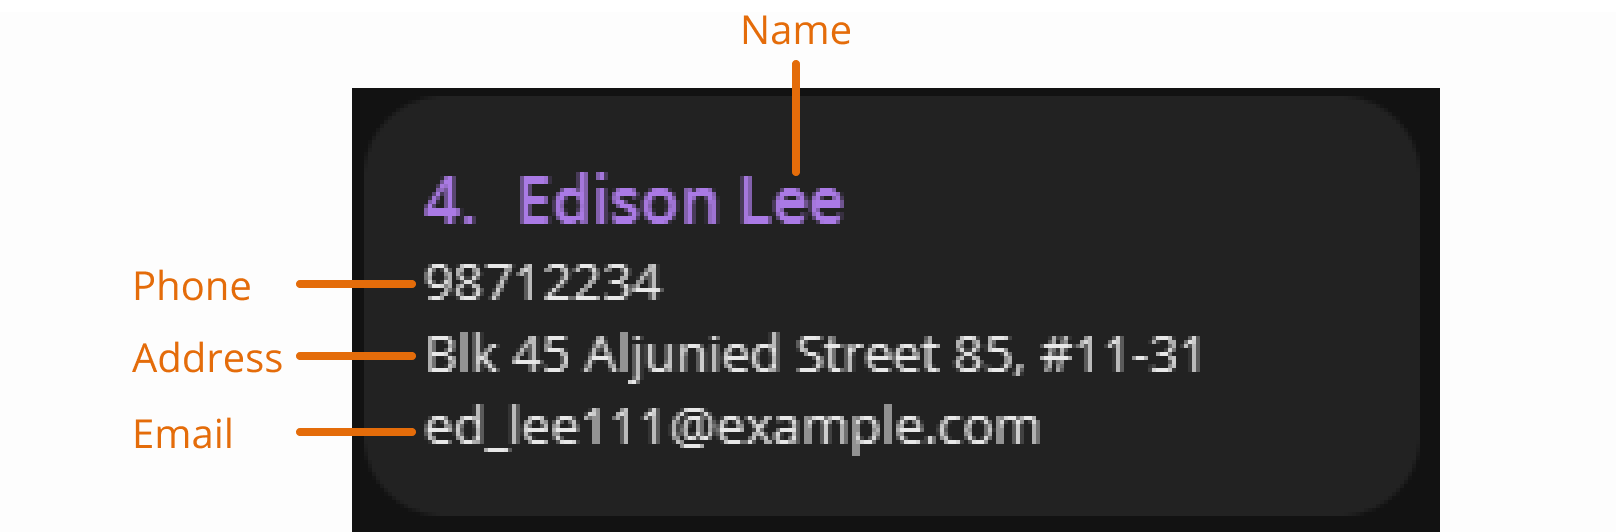 Name
4. Edison Lee
Phone 98712234
Address Blk 45 Aljunied Street 85, #11-31
Email ed_lee111@example.com